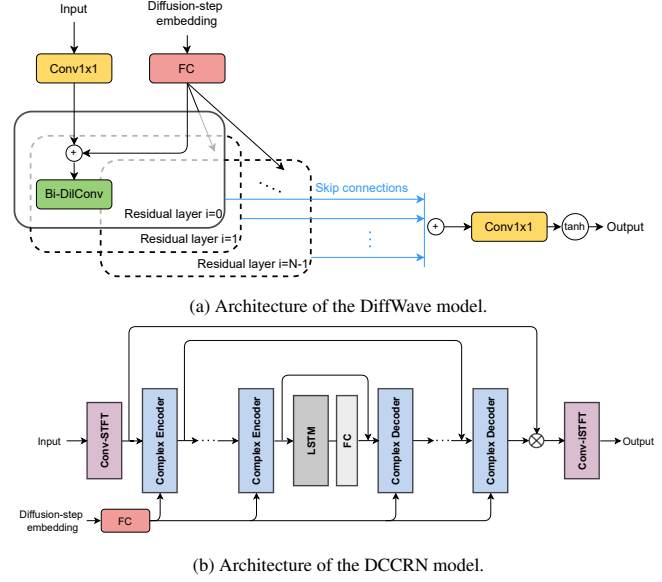 Input
Diffusion-step
embedding
Conv1x1
FC
+
Bi-DilConv
Residual layer i=0
Residual layer i=1
Residual layer i=N-1
Skip connections
+
Conv1x1
tanh
Output
(a) Architecture of the DiffWave model.
Input
Conv-STFT
Complex Encoder
Complex Encoder
LSTM
FC
Complex Decoder
Complex Decoder
Conv-iSTFT
Output
Diffusion-step
embedding
FC
(b) Architecture of the DCCRN model.